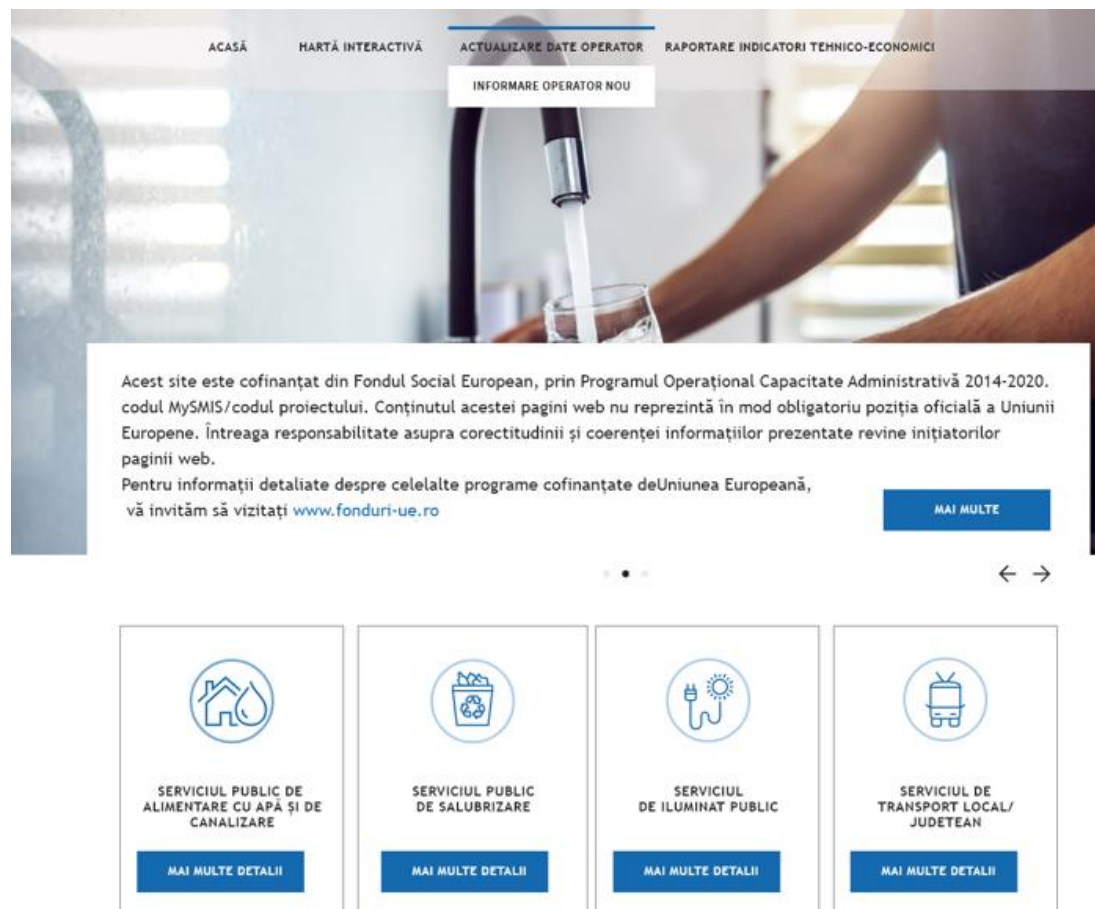 ACASĂ HARTĂ INTERACTIVĂ ACTUALIZARE DATE OPERATOR RAPORTARE INDICATORI TEHNICO-ECONOMICI
INFORMARE OPERATOR NOU
Acest site este cofinanțat din Fondul Social European, prin Programul Operațional Capacitate Administrativă 2014-2020.
codul MySMIS/codul proiectului. Conținutul acestei pagini web nu reprezintă în mod obligatoriu poziția oficială a Uniunii
Europene. Întreaga responsabilitate asupra corectitudinii și coerenței informațiilor prezentate revine inițiatorilor
paginii web.
Pentru informații detaliate despre celelalte programe cofinanțate deUniunea Europeană,
vă invităm să vizitați www.fonduri-ue.ro
MAI MULTE
SERVICIUL PUBLIC DE
ALIMENTARE CU APĂ ȘI DE
CANALIZARE
MAI MULTE DETALII
SERVICIUL PUBLIC
DE SALUBRIZARE
MAI MULTE DETALII
SERVICIUL
DE ILUMINAT PUBLIC
MAI MULTE DETALII
SERVICIUL DE
TRANSPORT LOCAL/
JUDETEAN
MAI MULTE DETALII